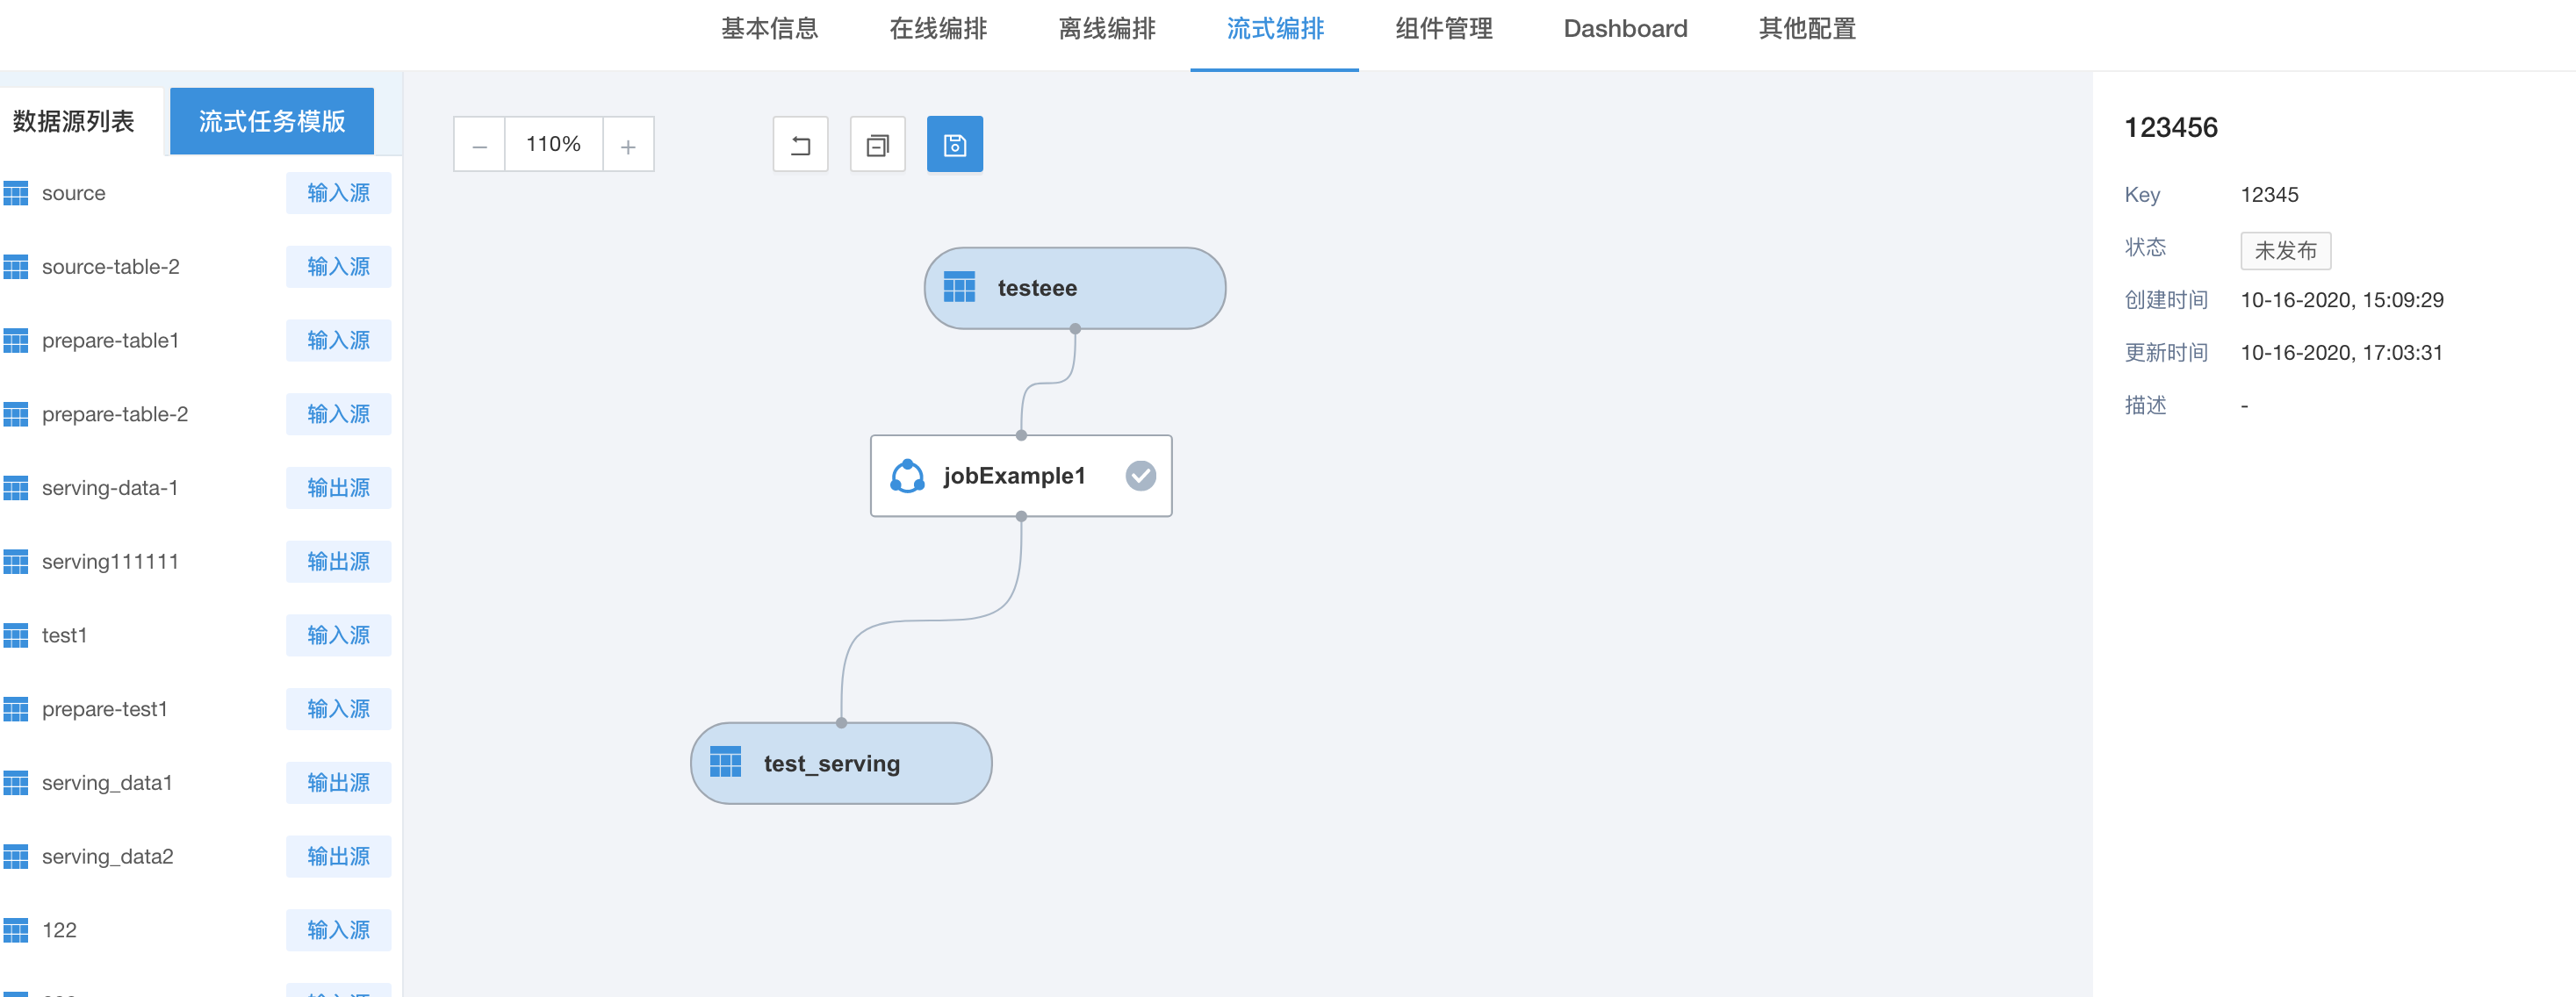 基本信息 在线编排 离线编排 流式编排 组件管理 Dashboard 其他配置
数据源列表 流式任务模版
source 输入源
source-table-2 输入源
prepare-table1 输入源
prepare-table-2 输入源
serving-data-1 输出源
serving111111 输出源
test1 输入源
prepare-test1 输入源
serving_data1 输出源
serving_data2 输出源
122 输入源
110%
testeee
jobExample1
test_serving
123456
Key 12345
状态 未发布
创建时间 10-16-2020, 15:09:29
更新时间 10-16-2020, 17:03:31
描述 -